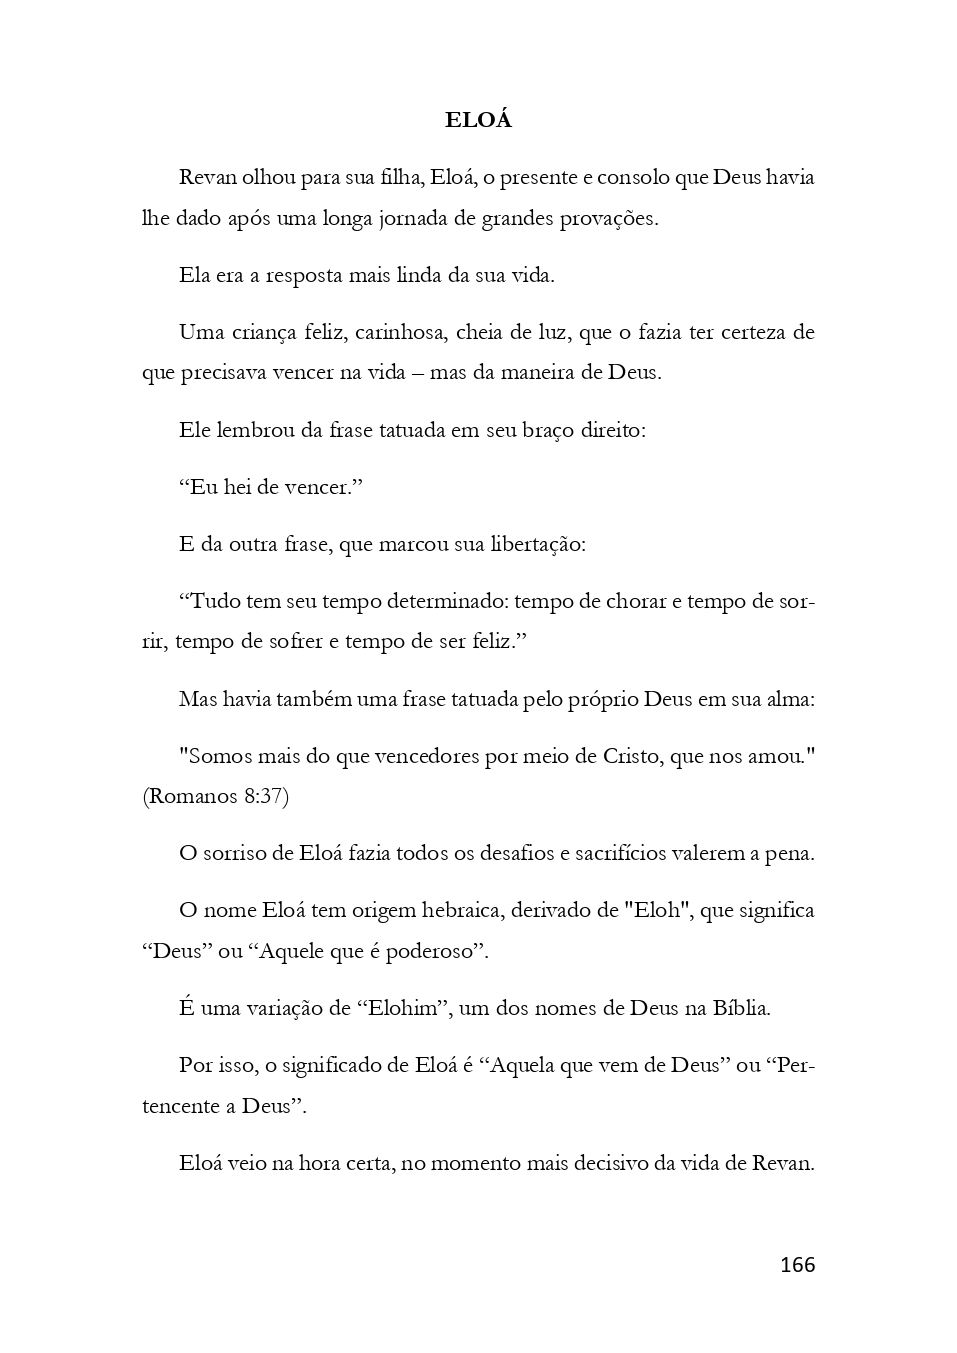 ELOÁ
Revan olhou para sua filha, Eloá, o presente e consolo que Deus havia
lhe dado após uma longa jornada de grandes provações.
Ela era a resposta mais linda da sua vida.
Uma criança feliz, carinhosa, cheia de luz, que o fazia ter certeza de
que precisava vencer na vida – mas da maneira de Deus.
Ele lembrou da frase tatuada em seu braço direito:
“Eu hei de vencer.”
E da outra frase, que marcou sua libertação:
“Tudo tem seu tempo determinado: tempo de chorar e tempo de sor-
rir, tempo de sofrer e tempo de ser feliz.”
Mas havia também uma frase tatuada pelo próprio Deus em sua alma:
"Somos mais do que vencedores por meio de Cristo, que nos amou."
(Romanos 8:37)
O sorriso de Eloá fazia todos os desafios e sacrifícios valerem a pena.
O nome Eloá tem origem hebraica, derivado de "Eloh", que significa
“Deus” ou “Aquele que é poderoso”.
É uma variação de “Elohim”, um dos nomes de Deus na Bíblia.
Por isso, o significado de Eloá é “Aquela que vem de Deus” ou “Per-
tencente a Deus”.
Eloá veio na hora certa, no momento mais decisivo da vida de Revan.
166